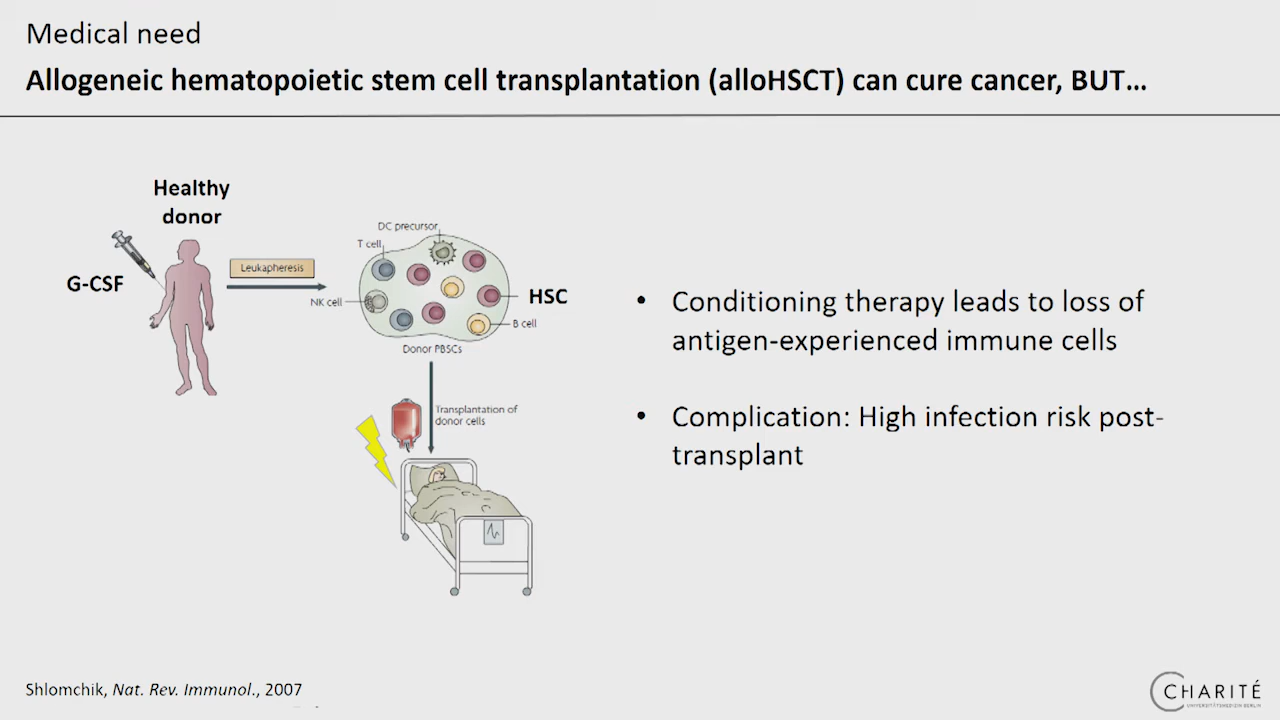 Medical need
Allogeneic hematopoietic stem cell transplantation (alloHSCT) can cure cancer, BUT…
Healthy
donor
G-CSF
Leukapheresis
DC precursor
T cell
NK cell
HSC
B cell
Donor PBSCs
Transplantation of
donor cells
• Conditioning therapy leads to loss of
antigen-experienced immune cells
• Complication: High infection risk post-
transplant
Shlomchik, Nat. Rev. Immunol., 2007
CHARITÉ
UNIVERSITÄTSMEDIZIN BERLIN